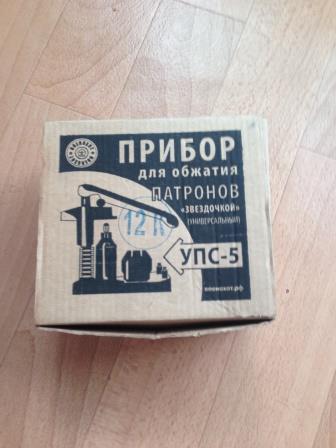 ПРИБОР
для обжатия
ПАТРОНОВ
«ЗВЕЗДОЧКОЙ»
(УНИВЕРСАЛЬНЫЙ)
12 К
УПС-5